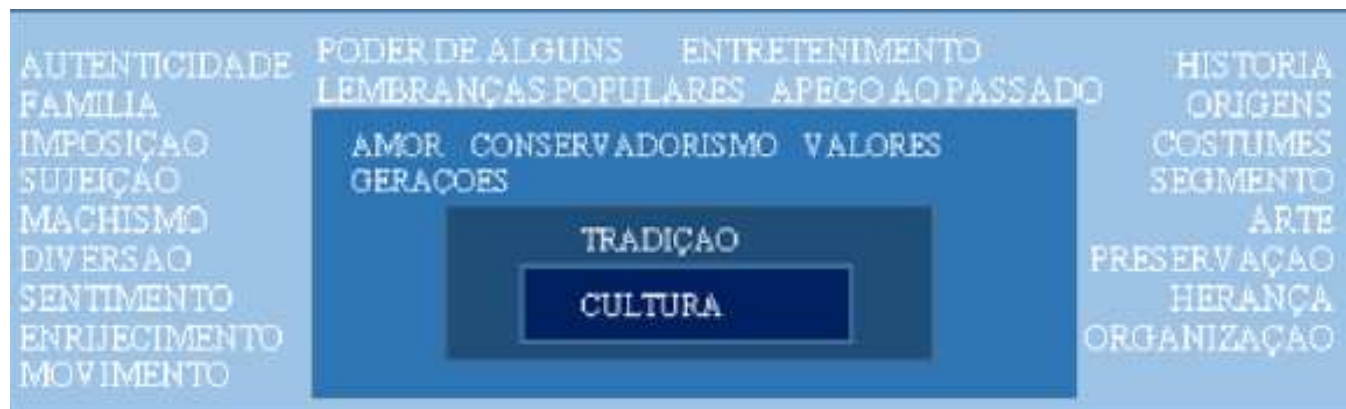 AUTENTICIDADE
FAMILIA
IMPOSIÇAO
SUJEIÇAO
MACHISMO
DIVERSAO
SENTIMENTO
ENRIJECIMENTO
MOVIMENTO
PODER DE ALGUNS ENTRETENIMENTO
LEMBRANÇAS POPULARES APEGO AO PASSADO
AMOR CONSERVADORISMO VALORES
GERAÇOES
TRADIÇAO
CULTURA
HISTORIA
ORIGENS
COSTUMES
SEGMENTO
ARTE
PRESERVAÇAO
HERANÇA
ORGANIZAÇAO